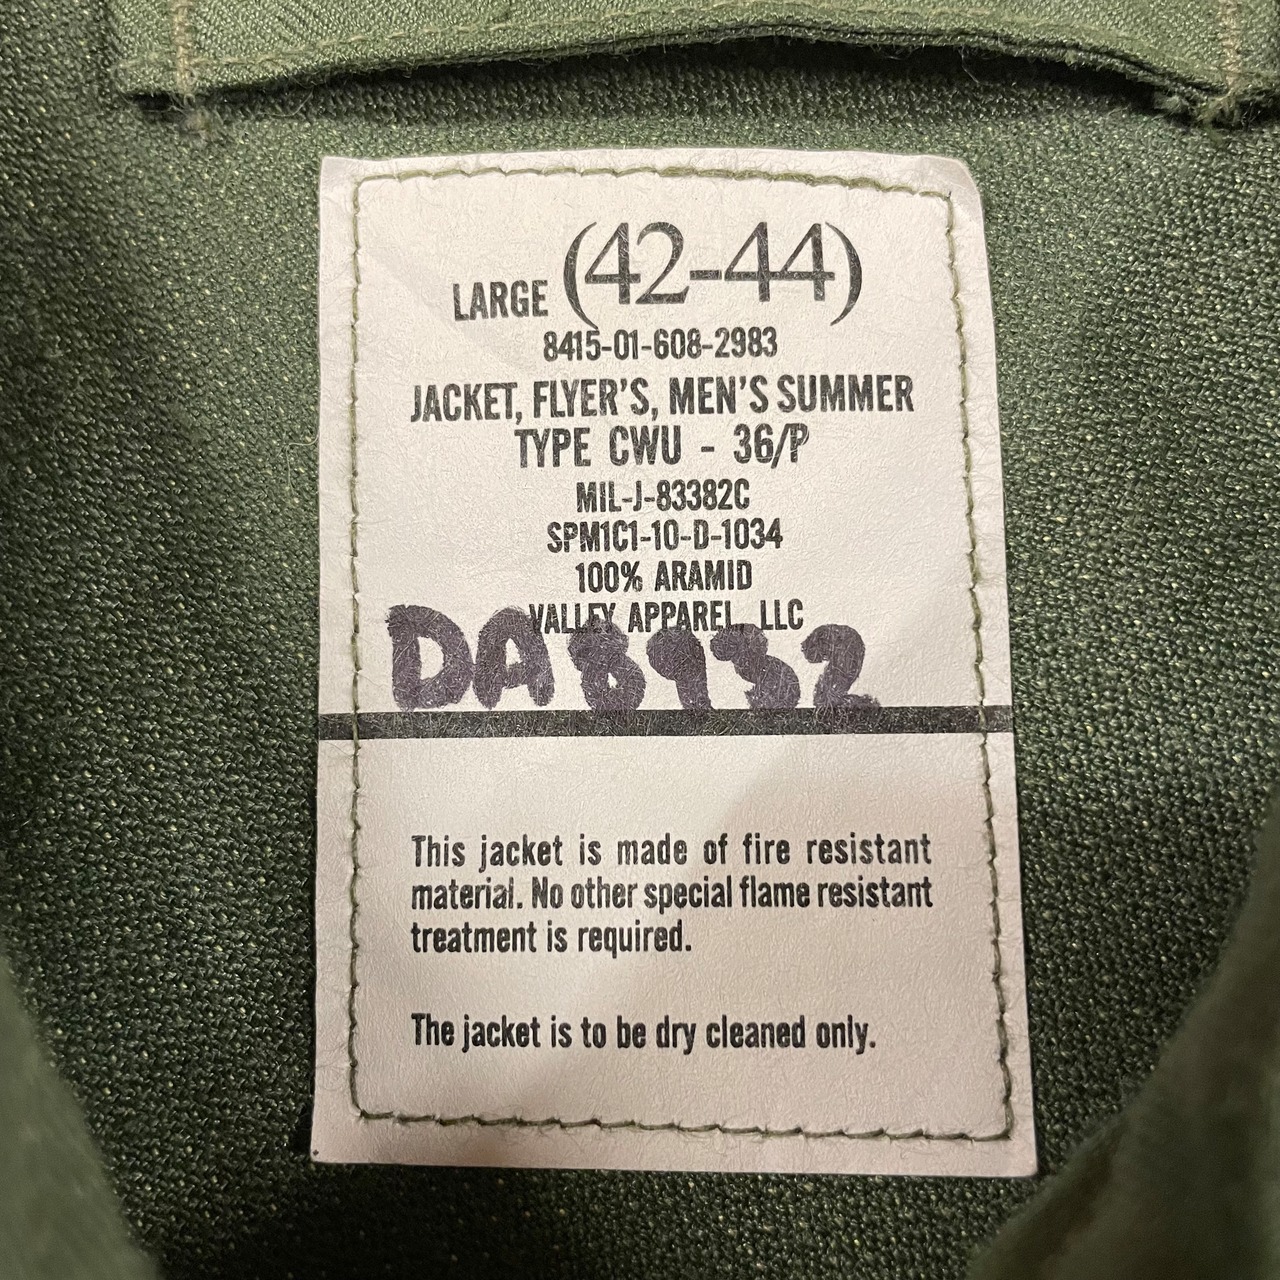 LARGE (42-44)
8415-01-608-2983
JACKET, FLYER'S, MEN'S SUMMER
TYPE CWU - 36/P
MIL-J-83382C
SPM1C1-10-D-1034
100% ARAMID
VALLEY APPAREL, LLC
DA8932
This jacket is made of fire resistant
material. No other special flame resistant
treatment is required.
The jacket is to be dry cleaned only.